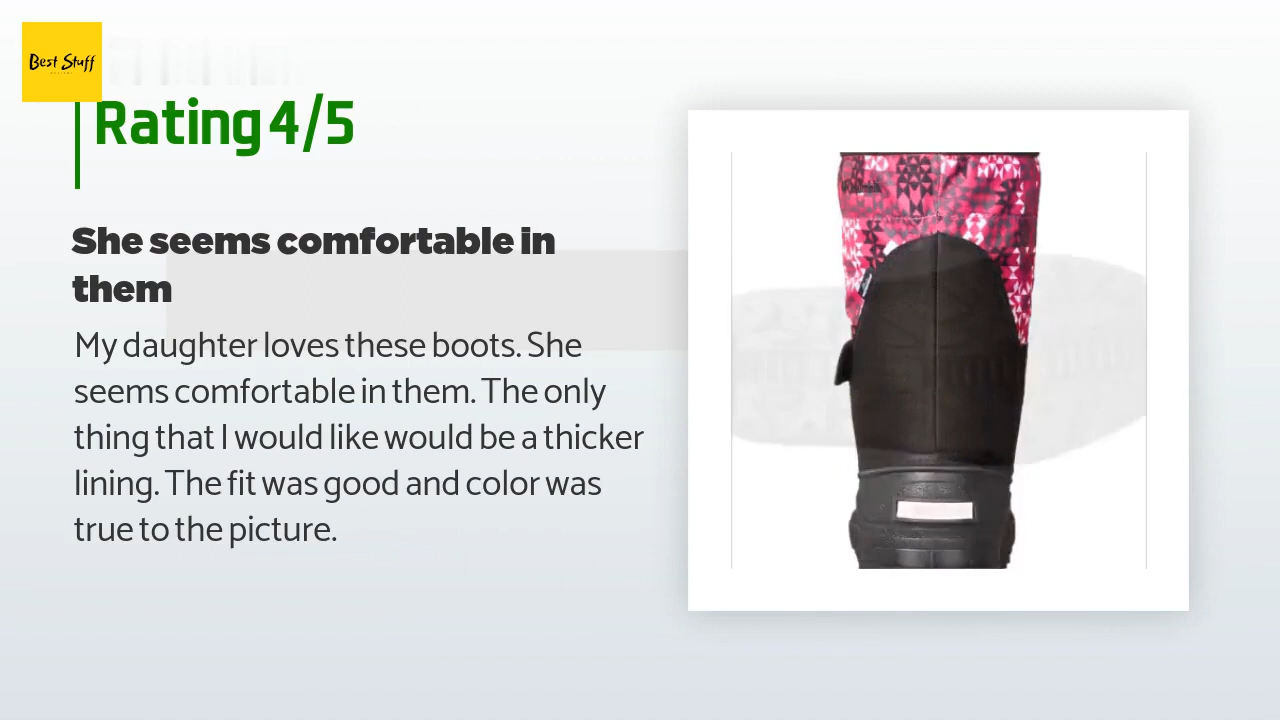 Best Stuff
Rating 4/5
She seems comfortable in
them
My daughter loves these boots. She
seems comfortable in them. The only
thing that I would like would be a thicker
lining. The fit was good and color was
true to the picture.